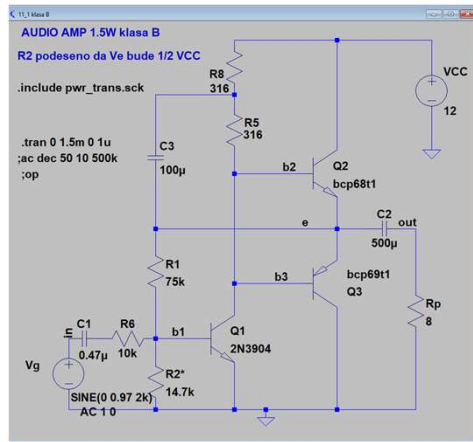 11_1 klasa B
AUDIO AMP 1.5W klasa B
R2 podeseno da Ve bude 1/2 VCC
R8
316
VCC
12
.include pwr_trans.sck
R5
316
.tran 0 1.5m 0 1u
;ac dec 50 10 500k
;op
C3
100µ
b2
Q2
bcp68t1
e
C2
500µ
out
R1
75k
b3
bcp69t1
Q3
Rp
8
in
C1
0.47µ
R6
10k
b1
Q1
2N3904
Vg
R2*
14.7k
SINE(0 0.97 2k)
AC 1 0